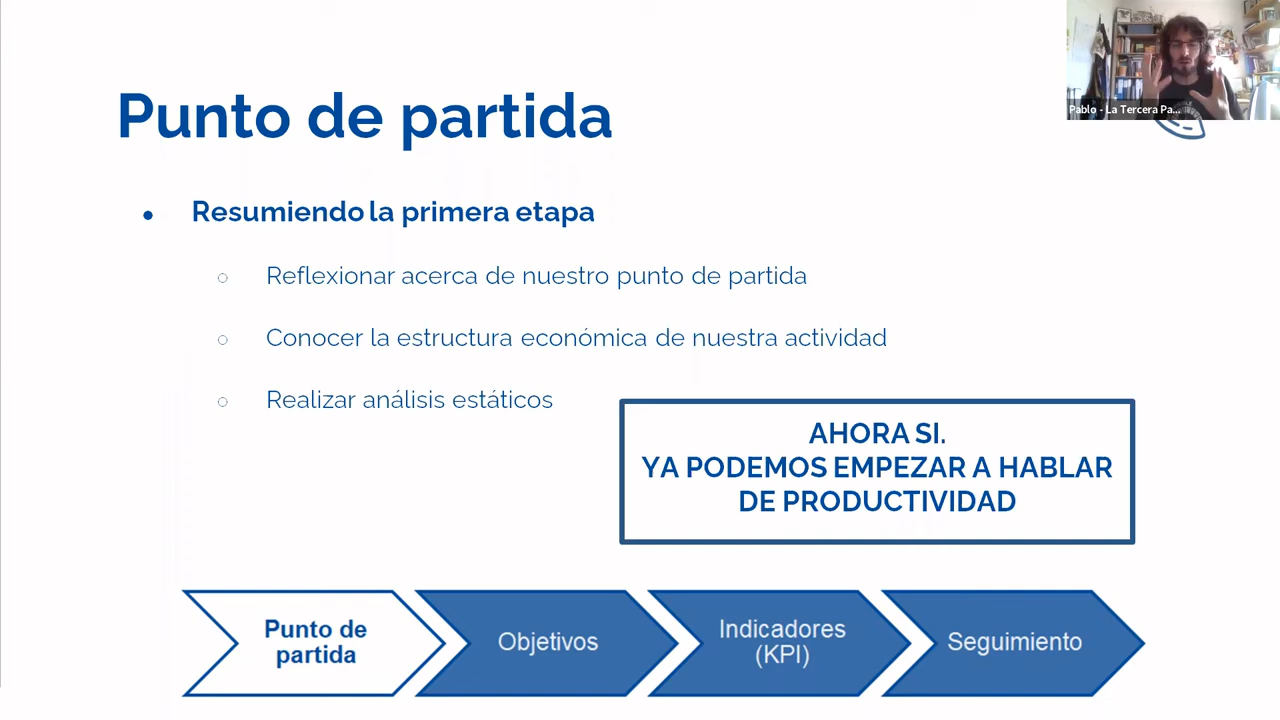 Punto de partida
Pablo - La Tercera Pa...
Resumiendo la primera etapa
Reflexionar acerca de nuestro punto de partida
Conocer la estructura económica de nuestra actividad
Realizar análisis estáticos
AHORA SI.
YA PODEMOS EMPEZAR A HABLAR
DE PRODUCTIVIDAD
Punto de
partida
Objetivos
Indicadores
(KPI)
Seguimiento